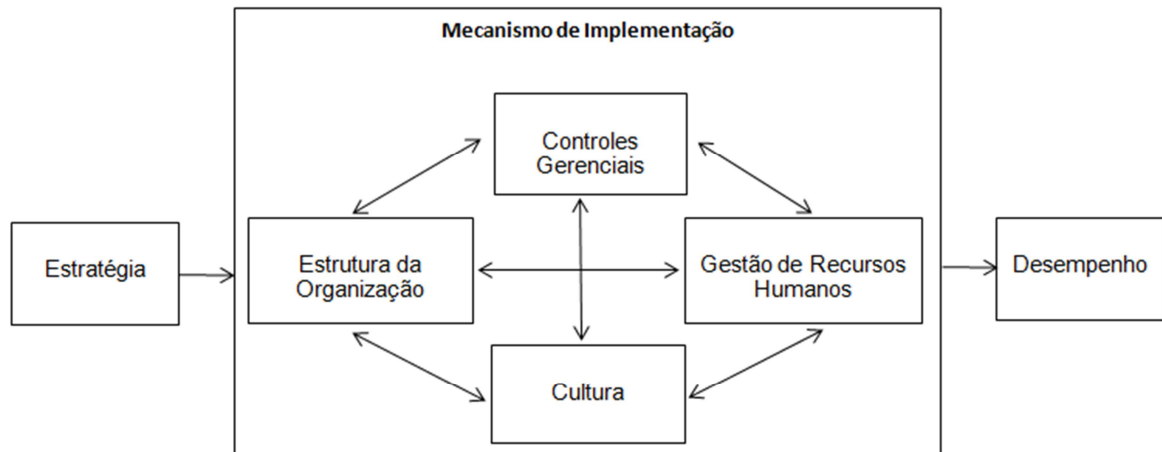 Mecanismo de Implementação
Controles
Gerenciais
Estratégia
Estrutura da
Organização
Gestão de Recursos
Humanos
Desempenho
Cultura